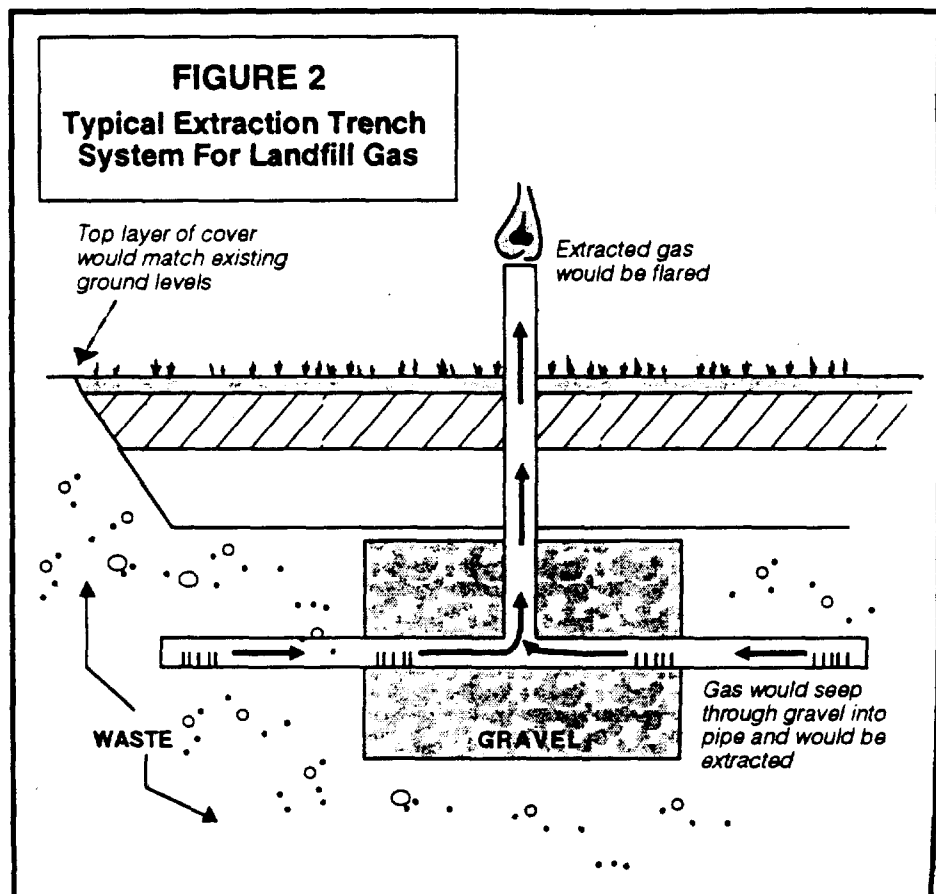 FIGURE 2
Typical Extraction Trench
System For Landfill Gas
Top layer of cover
would match existing
ground levels
Extracted gas
would be flared
Gas would seep
through gravel into
pipe and would be
extracted
WASTE
GRAVEL